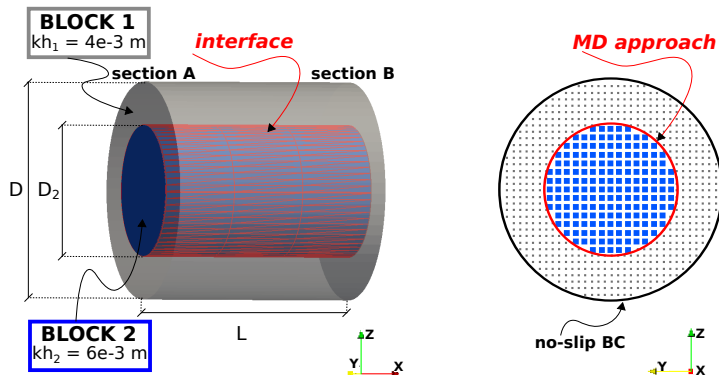 BLOCK 1
kh₁ = 4e-3 m
interface
MD approach
section A
section B
D
D₂
L
BLOCK 2
kh₂ = 6e-3 m
no-slip BC
Z
Y
X
Z
Y
X